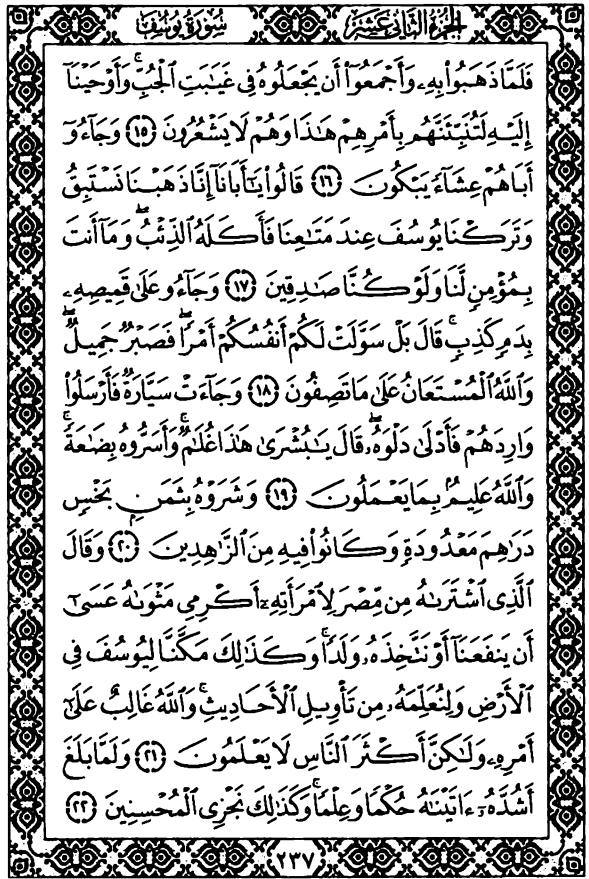 الجزء الثاني عشر
سورة يوسف
فَلَمَّا ذَهَبُوا۟ بِهِۦ وَأَجْمَعُوٓا۟ أَن يَجْعَلُوهُ فِى غَيَٰبَتِ ٱلْجُبِّ ۚ وَأَوْحَيْنَآ
إِلَيْهِ لَتُنَبِّئَنَّهُم بِأَمْرِهِمْ هَٰذَا وَهُمْ لَا يَشْعُرُونَ ١٥ وَجَآءُو
أَبَاهُمْ عِشَآءً يَبْكُونَ ١٦ قَالُوا۟ يَٰٓأَبَانَآ إِنَّا ذَهَبْنَا نَسْتَبِقُ
وَتَرَكْنَا يُوسُفَ عِندَ مَتَٰعِنَا فَأَكَلَهُ ٱلذِّئْبُ ۖ وَمَآ أَنتَ
بِمُؤْمِنٍ لَّنَا وَلَوْ كُنَّا صَٰدِقِينَ ١٧ وَجَآءُو عَلَىٰ قَمِيصِهِۦ
بِدَمٍ كَذِبٍ ۚ قَالَ بَلْ سَوَّلَتْ لَكُمْ أَنفُسُكُمْ أَمْرًا ۖ فَصَبْرٌ جَمِيلٌ ۖ
وَٱللَّهُ ٱلْمُسْتَعَانُ عَلَىٰ مَا تَصِفُونَ ١٨ وَجَآءَتْ سَيَّارَةٌ فَأَرْسَلُوا۟
وَارِدَهُمْ فَأَدْلَىٰ دَلْوَهُۥ ۖ قَالَ يَٰبُشْرَىٰ هَٰذَا غُلَٰمٌ ۚ وَأَسَرُّوهُ بِضَٰعَةً ۚ
وَٱللَّهُ عَلِيمٌۢ بِمَا يَعْمَلُونَ ١٩ وَشَرَوْهُ بِثَمَنٍۭ بَخْسٍ
دَرَٰهِمَ مَعْدُودَةٍ وَكَانُوا۟ فِيهِ مِنَ ٱلزَّٰهِدِينَ ٢٠ وَقَالَ
ٱلَّذِى ٱشْتَرَىٰهُ مِن مِّصْرَ لِٱمْرَأَتِهِۦٓ أَكْرِمِى مَثْوَىٰهُ عَسَىٰٓ
أَن يَنفَعَنَآ أَوْ نَتَّخِذَهُۥ وَلَدًا ۚ وَكَذَٰلِكَ مَكَّنَّا لِيُوسُفَ فِى
ٱلْأَرْضِ وَلِنُعَلِّمَهُۥ مِن تَأْوِيلِ ٱلْأَحَادِيثِ ۚ وَٱللَّهُ غَالِبٌ عَلَىٰٓ
أَمْرِهِۦ وَلَٰكِنَّ أَكْثَرَ ٱلنَّاسِ لَا يَعْلَمُونَ ٢١ وَلَمَّا بَلَغَ
أَشُدَّهُۥٓ ءَاتَيْنَٰهُ حُكْمًا وَعِلْمًا ۚ وَكَذَٰلِكَ نَجْزِى ٱلْمُحْسِنِينَ ٢٢
٢٣٧